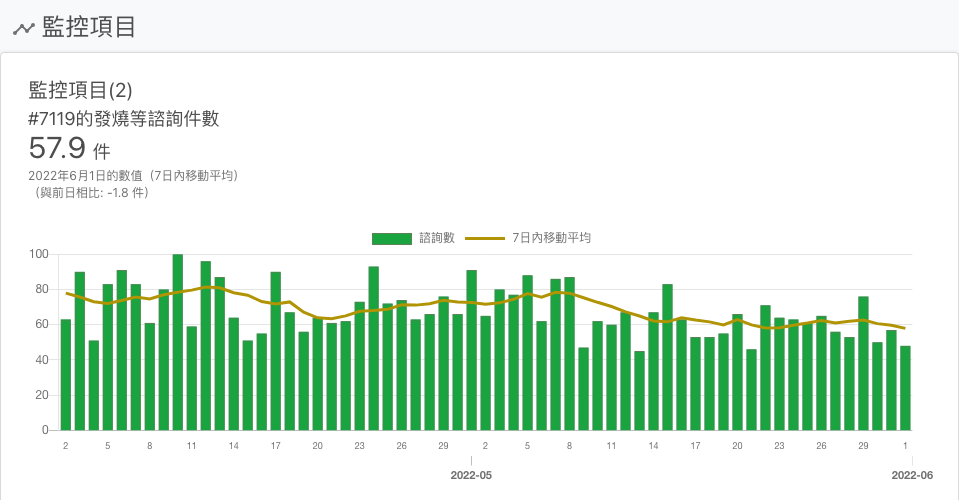 監控項目
監控項目(2)
#7119的發燒等諮詢件數
57.9 件
2022年6月1日的數值（7日內移動平均）
（與前日相比: -1.8 件）
諮詢數 7日內移動平均
100
80
60
40
20
0
2 5 8 11 14 17 20 23 26 29 2 5 8 11 14 17 20 23 26 29 1
2022-05 2022-06